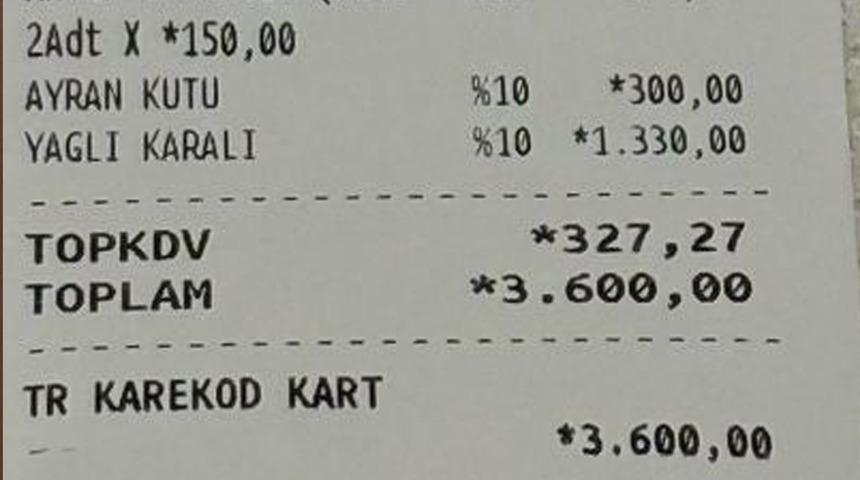 2Adt X *150,00
AYRAN KUTU %10 *300,00
YAGLI KARALI %10 *1.330,00
TOPKDV *327,27
TOPLAM *3.600,00
TR KAREKOD KART
*3.600,00